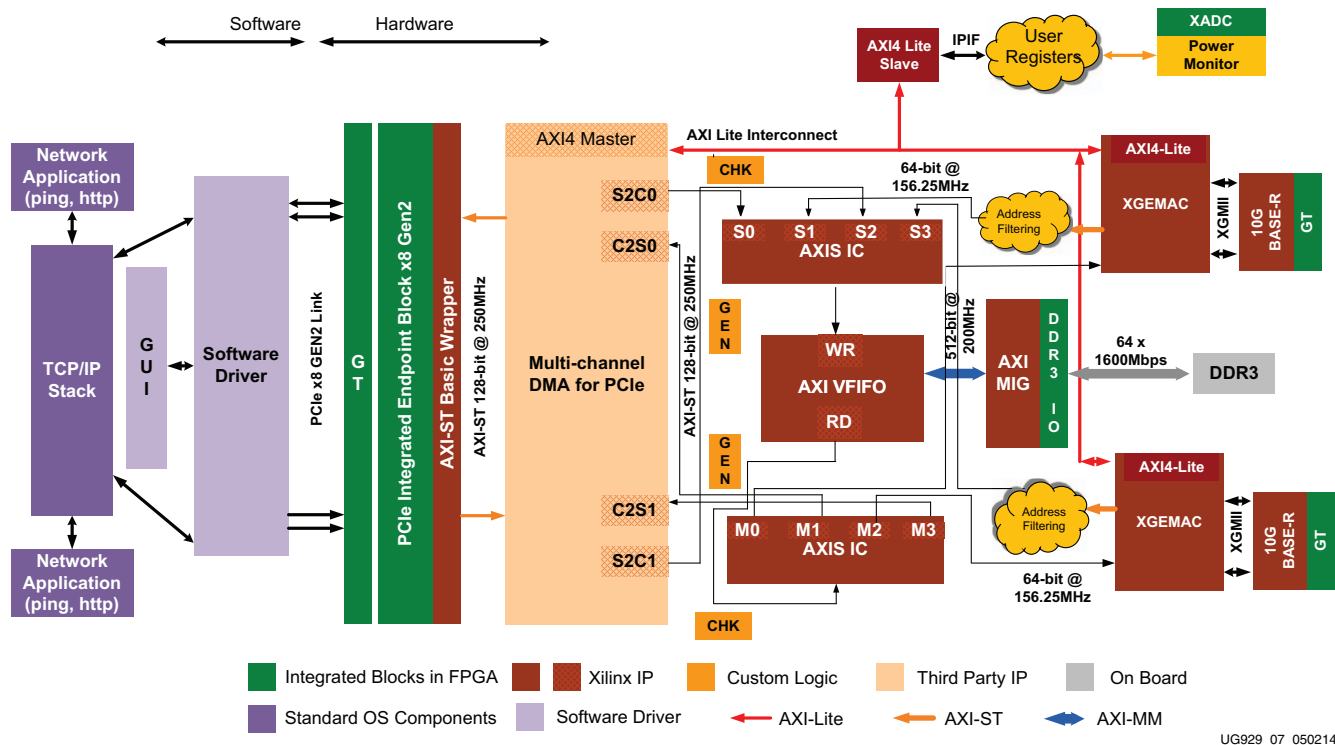 Software
Hardware
XADC
Power
Monitor
User
Registers
IPIF
AXI4 Lite
Slave
Network
Application
(ping, http)
TCP/IP
Stack
Network
Application
(ping, http)
GUI
Software
Driver
PCIe x8 GEN2 Link
GT
PCIe Integrated Endpoint Block x8 Gen2
AXI-ST Basic Wrapper
AXI-ST 128-bit @ 250MHz
AXI4 Master
S2C0
C2S0
Multi-channel
DMA for PCIe
C2S1
S2C1
AXI Lite Interconnect
CHK
AXI-ST 128-bit @ 250MHz
GEN
GEN
CHK
S0
S1
S2
S3
AXIS IC
WR
AXI VFIFO
RD
M0
M1
M2
M3
AXIS IC
64-bit @
156.25MHz
512-bit @
200MHz
Address
Filtering
AXI4-Lite
XGEMAC
XGMII
10G
BASE-R
GT
AXI
MIG
DDR3 IO
64 x
1600Mbps
DDR3
Address
Filtering
AXI4-Lite
XGEMAC
XGMII
10G
BASE-R
GT
64-bit @
156.25MHz
Integrated Blocks in FPGA
Xilinx IP
Custom Logic
Third Party IP
On Board
Standard OS Components
Software Driver
AXI-Lite
AXI-ST
AXI-MM
UG929_07_050214